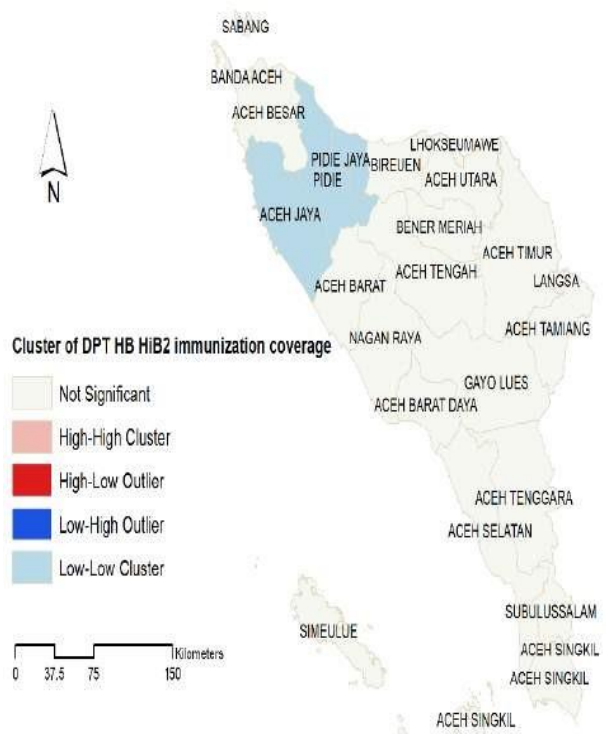 SABANG
BANDA ACEH
ACEH BESAR
LHOKSEUMAWE
PIDIE JAYA
BIREUEN
PIDIE
ACEH UTARA
ACEH JAYA
BENER MERIAH
ACEH TIMUR
ACEH TENGAH
ACEH BARAT
LANGSA
NAGAN RAYA
ACEH TAMIANG
GAYO LUES
ACEH BARAT DAYA
ACEH TENGGARA
ACEH SELATAN
SUBULUSSALAM
SIMEULUE
ACEH SINGKIL
ACEH SINGKIL
ACEH SINGKIL
N
Cluster of DPT HB HiB2 immunization coverage
Not Significant
High-High Cluster
High-Low Outlier
Low-High Outlier
Low-Low Cluster
Kilometers
0 37.5 75 150